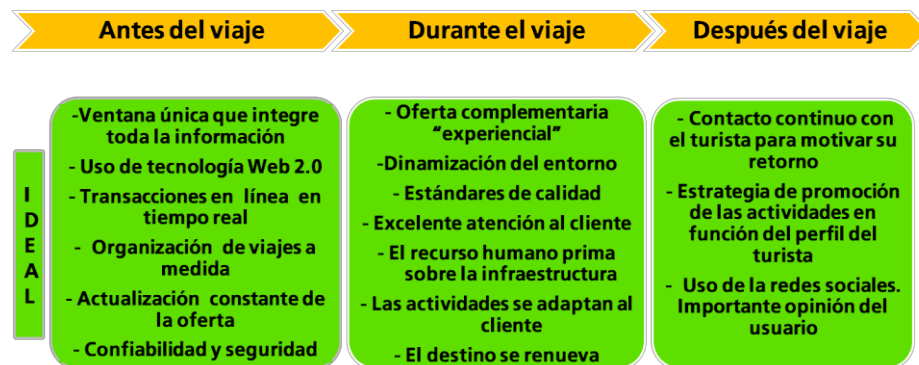 Antes del viaje
Durante el viaje
Después del viaje
IDEAL
-Ventana única que integre
toda la información
- Uso de tecnología Web 2.0
- Transacciones en línea en
tiempo real
- Organización de viajes a
medida
- Actualización constante de
la oferta
- Confiabilidad y seguridad
- Oferta complementaria
“experiencial”
-Dinamización del entorno
- Estándares de calidad
- Excelente atención al cliente
- El recurso humano prima
sobre la infraestructura
- Las actividades se adaptan al
cliente
- El destino se renueva
- Contacto continuo con
el turista para motivar su
retorno
- Estrategia de promoción
de las actividades en
función del perfil del
turista
- Uso de la redes sociales.
Importante opinión del
usuario